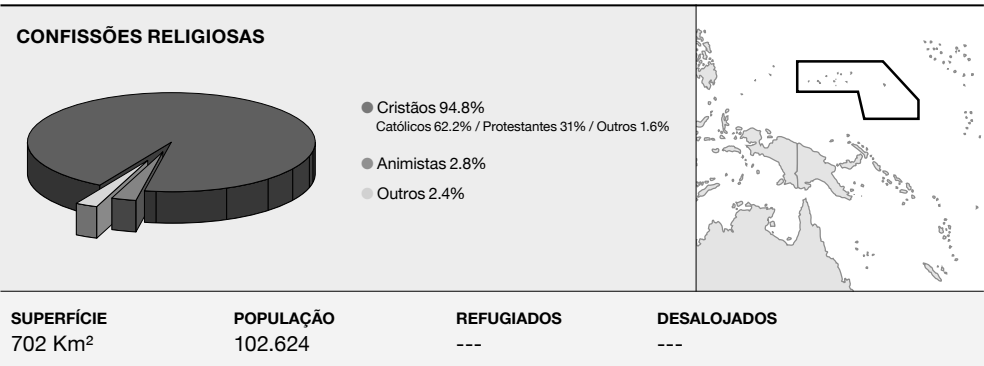 CONFISSÕES RELIGIOSAS
Cristãos 94.8%
Católicos 62.2% / Protestantes 31% / Outros 1.6%
Animistas 2.8%
Outros 2.4%
SUPERFÍCIE
702 Km²
POPULAÇÃO
102.624
REFUGIADOS
---
DESALOJADOS
---